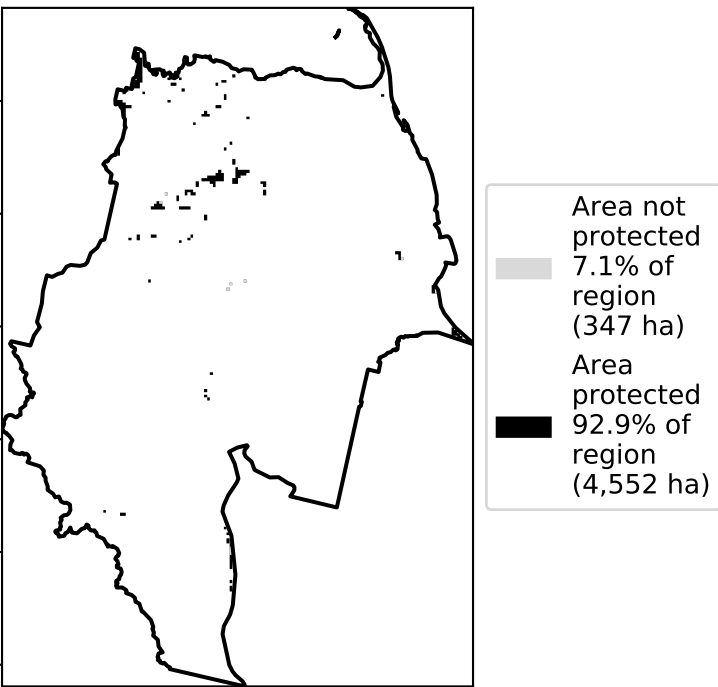 Area not
protected
7.1% of
region
(347 ha)
Area
protected
92.9% of
region
(4,552 ha)